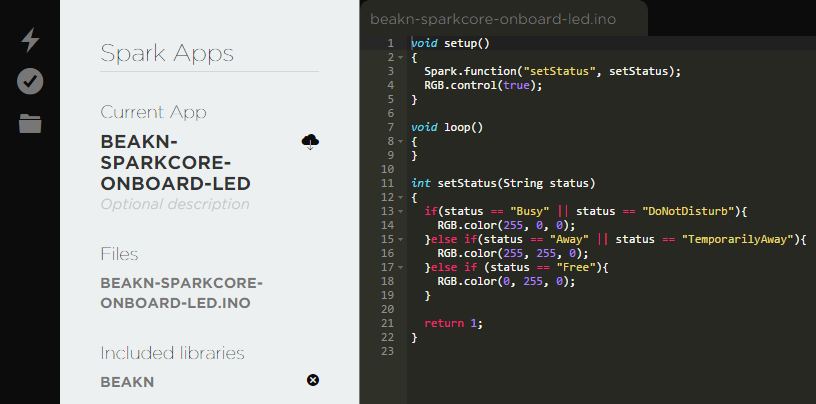 Spark Apps
Current App
BEAKN-
SPARKCORE-
ONBOARD-LED
Optional description
Files
BEAKN-SPARKCORE-
ONBOARD-LED.INO
Included libraries
BEAKN
beakn-sparkcore-onboard-led.ino
1 void setup()
2 {
3   Spark.function("setStatus", setStatus);
4   RGB.control(true);
5 }
6
7 void loop()
8 {
9 }
10
11 int setStatus(String status)
12 {
13   if(status == "Busy" || status == "DoNotDisturb"){
14     RGB.color(255, 0, 0);
15   }else if(status == "Away" || status == "TemporarilyAway"){
16     RGB.color(255, 255, 0);
17   }else if (status == "Free"){
18     RGB.color(0, 255, 0);
19   }
20
21   return 1;
22 }
23